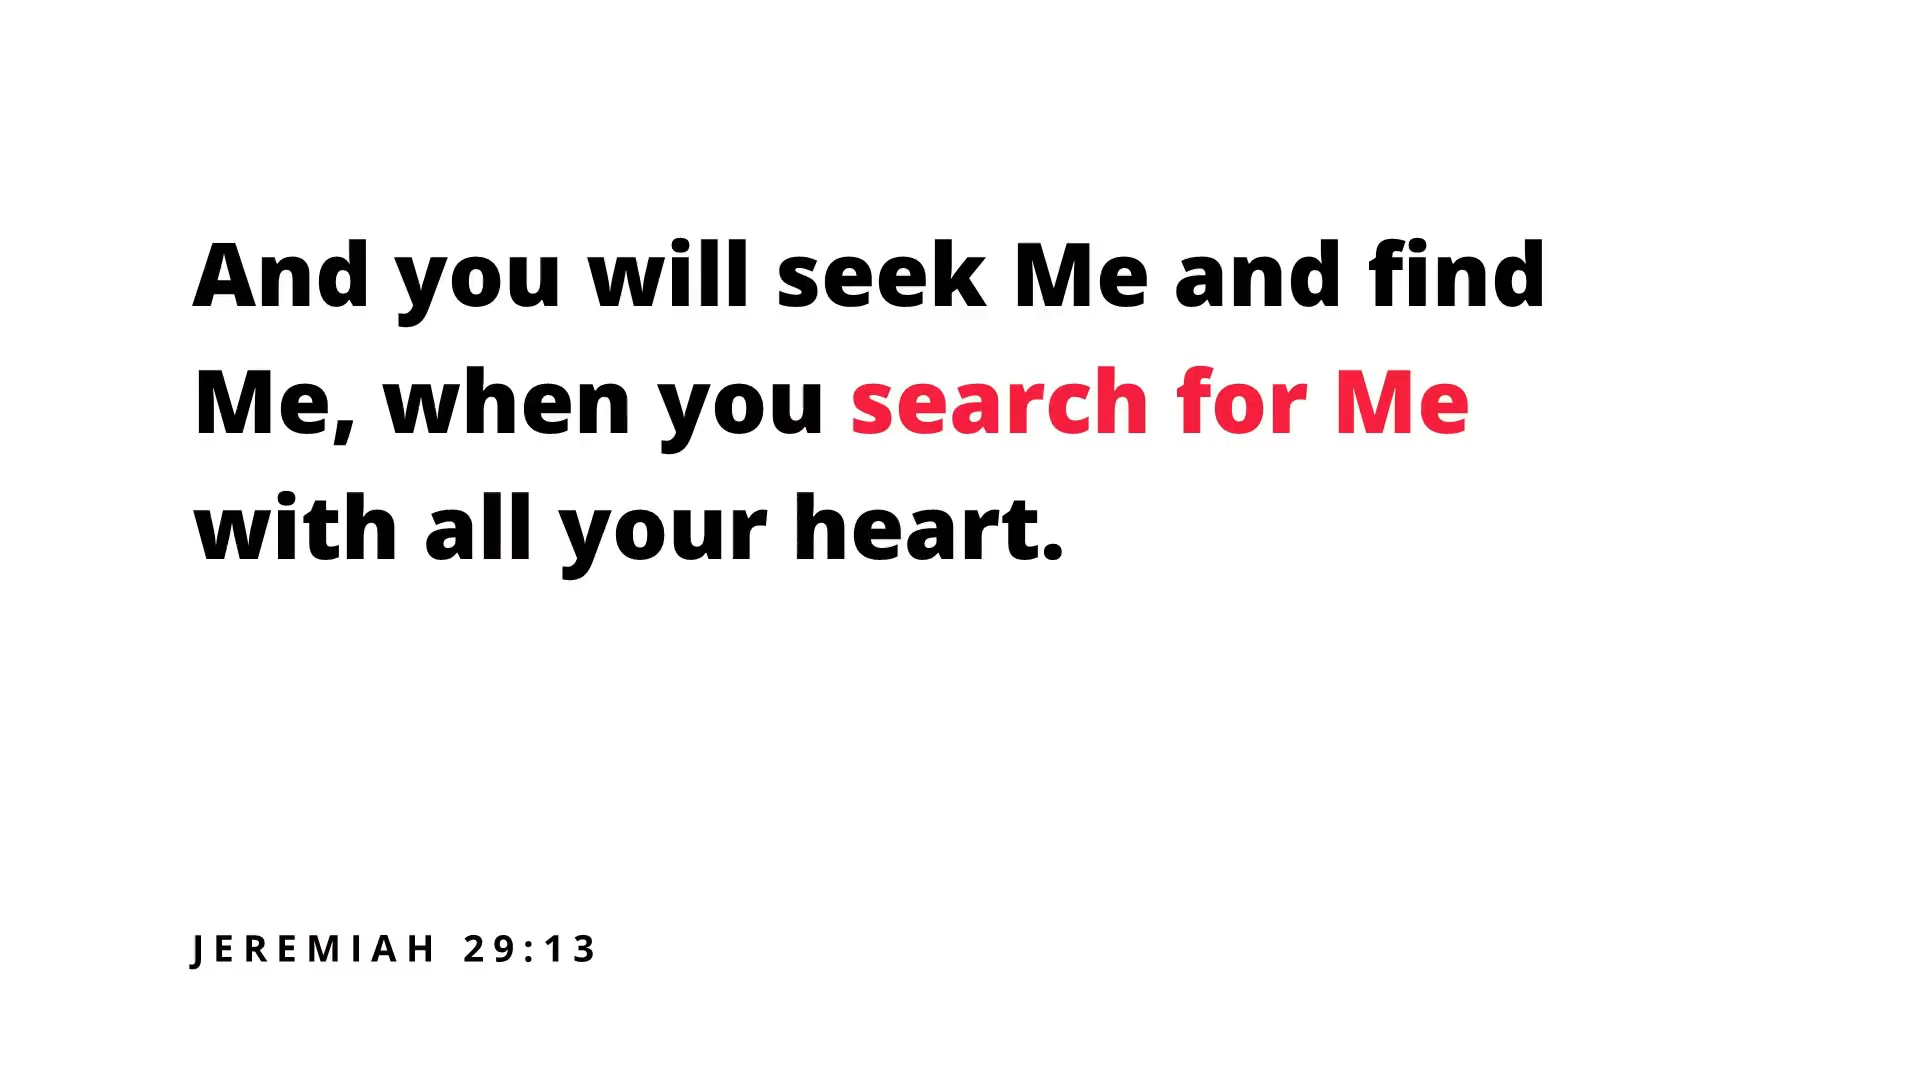 And you will seek Me and find
Me, when you search for Me
with all your heart.
JEREMIAH 29:13